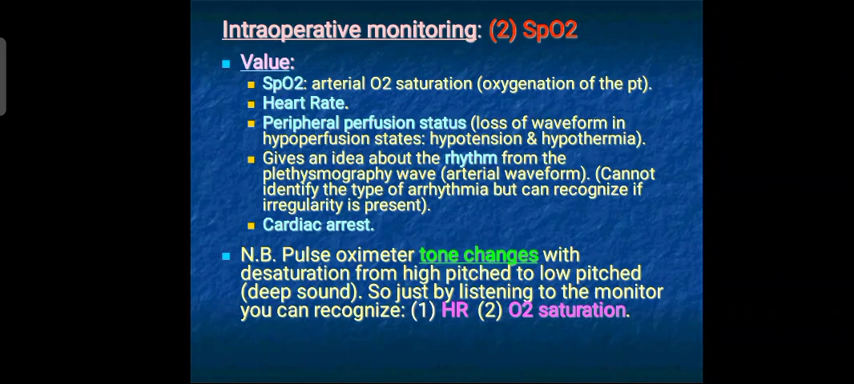 Intraoperative monitoring: (2) SpO2
Value:
SpO2: arterial O2 saturation (oxygenation of the pt).
Heart Rate.
Peripheral perfusion status (loss of waveform in
hypoperfusion states: hypotension & hypothermia).
Gives an idea about the rhythm from the
plethysmography wave (arterial waveform). (Cannot
identify the type of arrhythmia but can recognize if
irregularity is present).
Cardiac arrest.
N.B. Pulse oximeter tone changes with
desaturation from high pitched to low pitched
(deep sound). So just by listening to the monitor
you can recognize: (1) HR (2) O2 saturation.